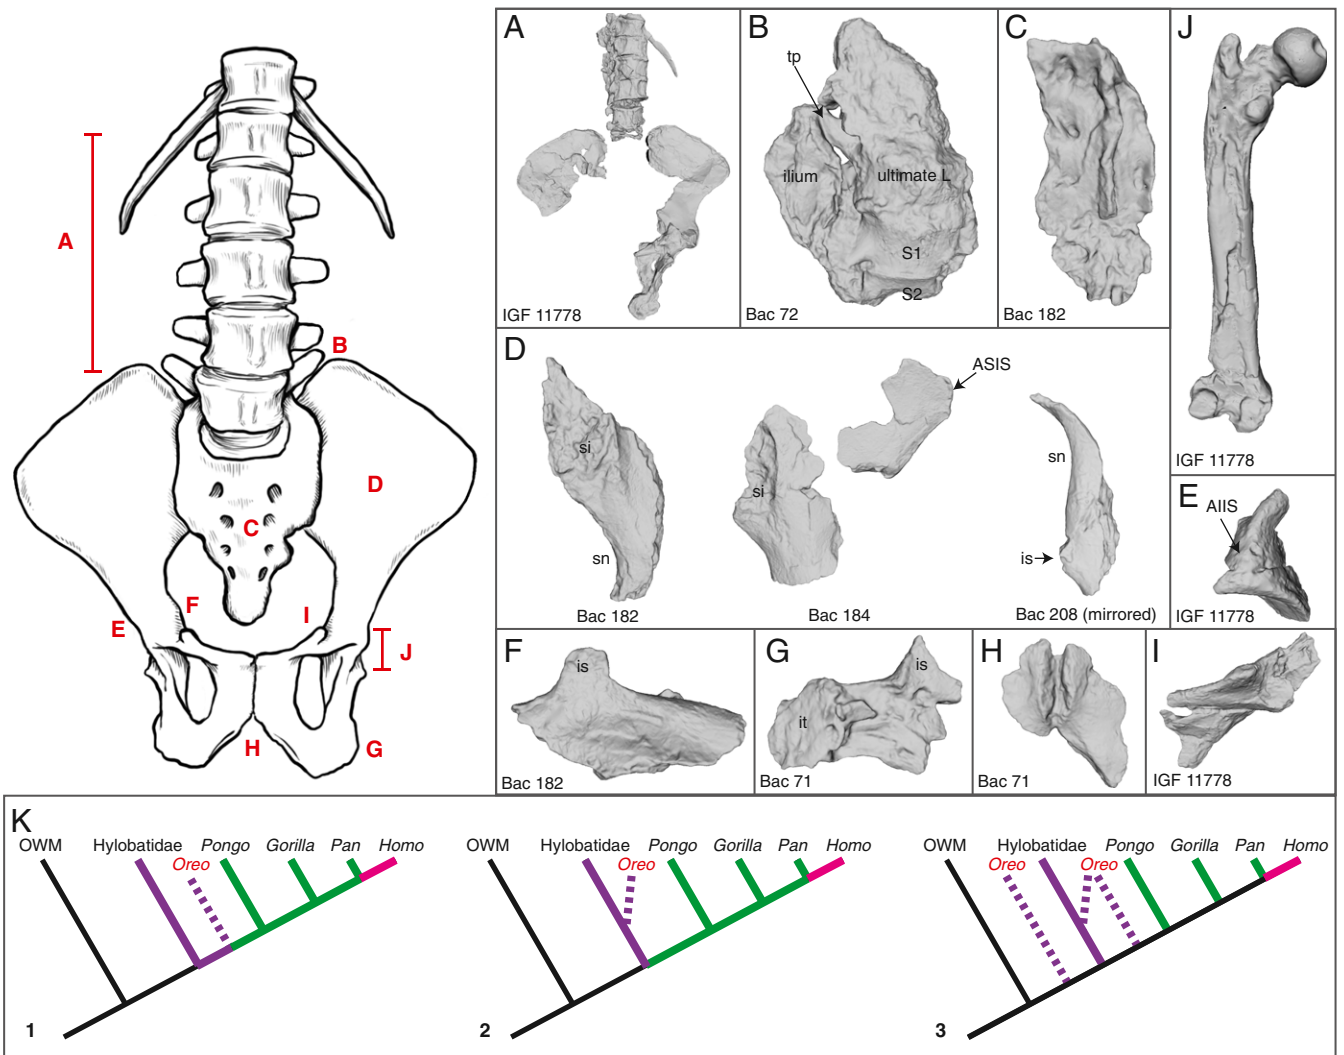 A
B
C
D
E
F
I
J
G
H
A
IGF 11778
B
tp
ilium
ultimate L
S1
S2
Bac 72
C
Bac 182
J
IGF 11778
D
si
sn
Bac 182
si
ASIS
Bac 184
sn
is
Bac 208 (mirrored)
E
AIIS
IGF 11778
F
is
Bac 182
G
is
it
Bac 71
H
Bac 71
I
IGF 11778
K
OWM Hylobatidae Pongo Gorilla Pan Homo
Oreo
1
OWM Hylobatidae Pongo Gorilla Pan Homo
Oreo
2
OWM Hylobatidae Pongo Gorilla Pan Homo
Oreo Oreo
3